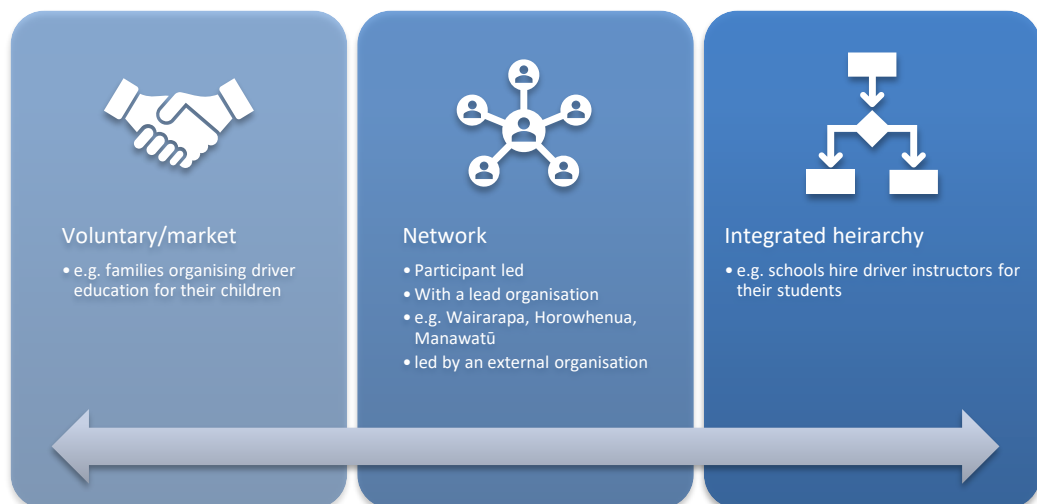 Voluntary/market
• e.g. families organising driver
education for their children
Network
• Participant led
• With a lead organisation
• e.g. Wairarapa, Horowhenua,
Manawatū
• led by an external organisation
Integrated heirarchy
• e.g. schools hire driver instructors for
their students